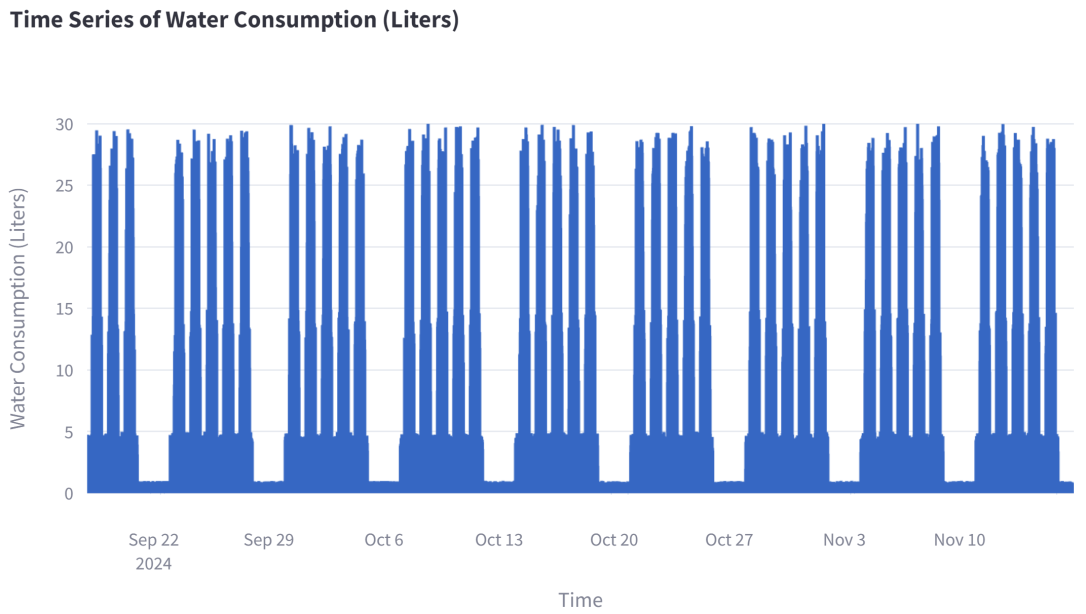 Time Series of Water Consumption (Liters)
Water Consumption (Liters)
30
25
20
15
10
5
0
Sep 22 Sep 29 Oct 6 Oct 13 Oct 20 Oct 27 Nov 3 Nov 10
2024
Time